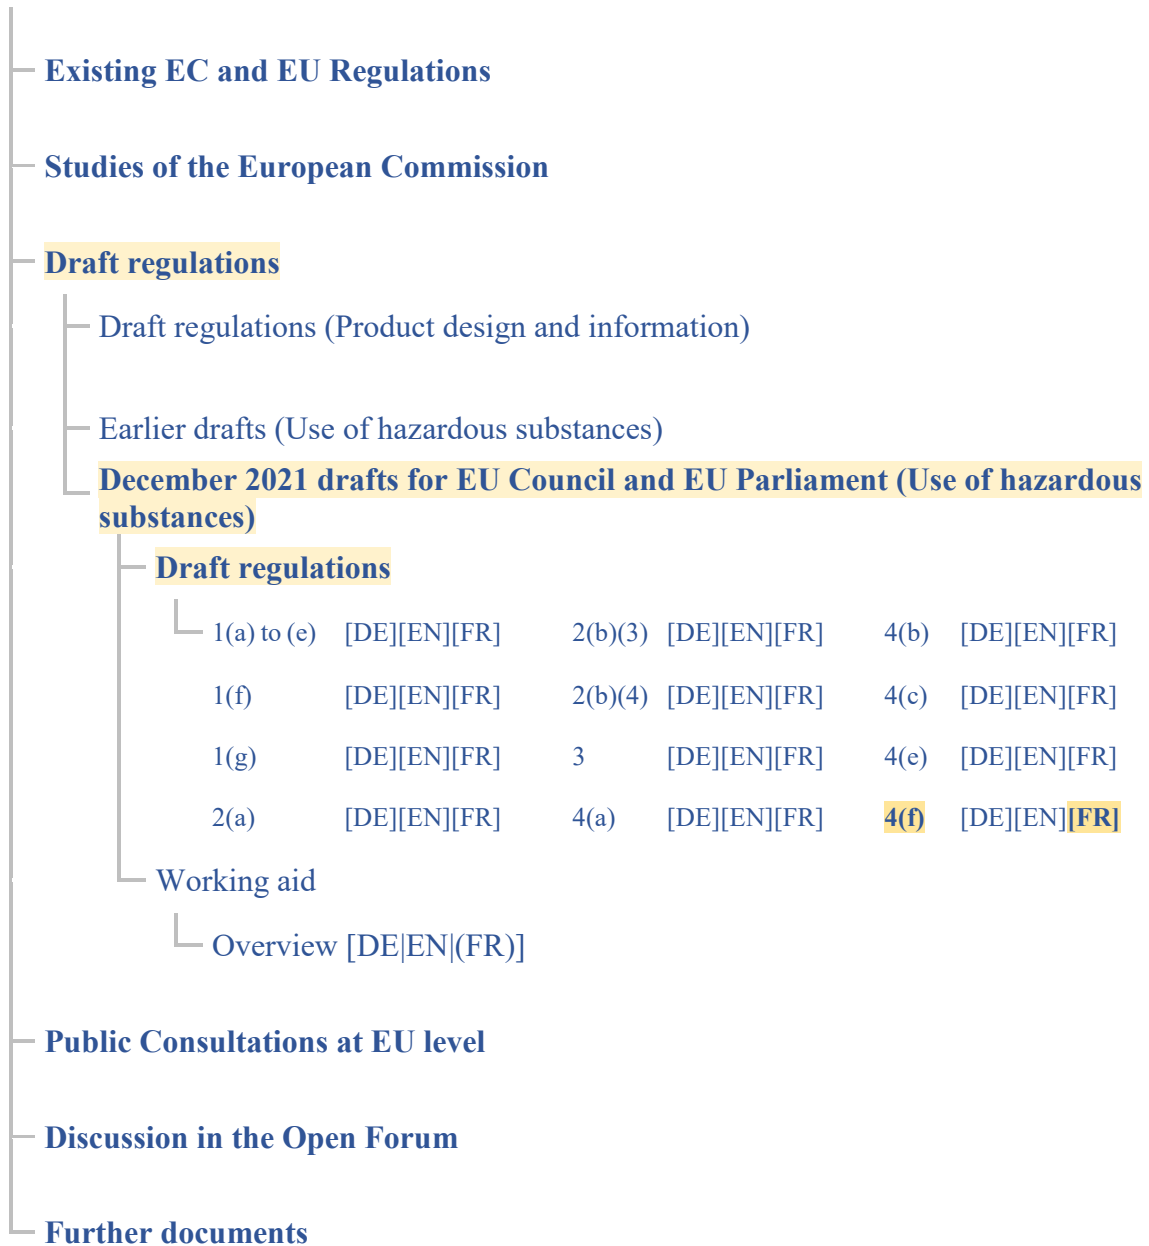 Existing EC and EU Regulations
Studies of the European Commission
Draft regulations
Draft regulations (Product design and information)
Earlier drafts (Use of hazardous substances)
December 2021 drafts for EU Council and EU Parliament (Use of hazardous
substances)
Draft regulations
1(a) to (e) [DE][EN][FR] 2(b)(3) [DE][EN][FR] 4(b) [DE][EN][FR]
1(f) [DE][EN][FR] 2(b)(4) [DE][EN][FR] 4(c) [DE][EN][FR]
1(g) [DE][EN][FR] 3 [DE][EN][FR] 4(e) [DE][EN][FR]
2(a) [DE][EN][FR] 4(a) [DE][EN][FR] 4(f) [DE][EN][FR]
Working aid
Overview [DE|EN|(FR)]
Public Consultations at EU level
Discussion in the Open Forum
Further documents